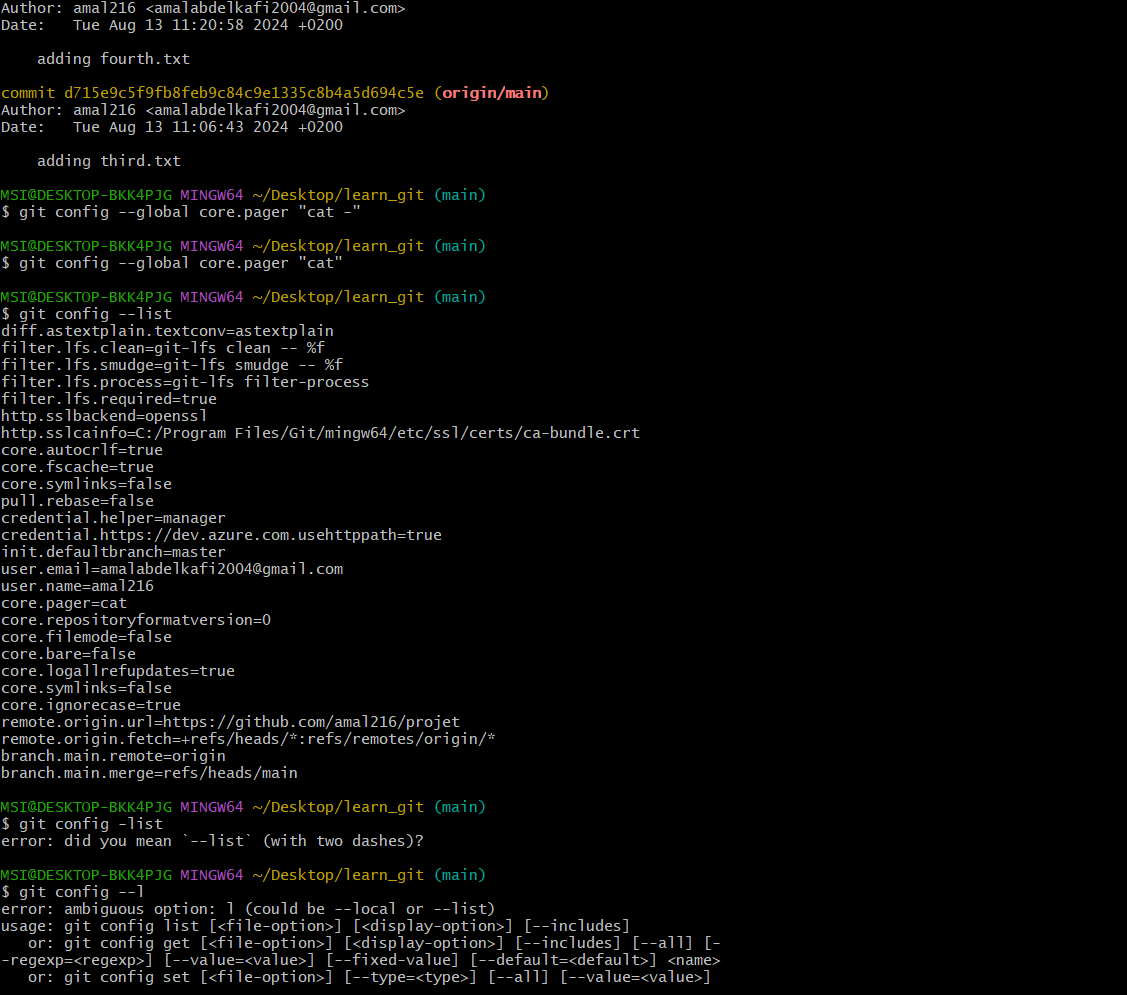 Author: amal216 <amalabdelkafi2004@gmail.com>
Date:   Tue Aug 13 11:20:58 2024 +0200

    adding fourth.txt

commit d715e9c5f9fb8feb9c84c9e1335c8b4a5d694c5e (origin/main)
Author: amal216 <amalabdelkafi2004@gmail.com>
Date:   Tue Aug 13 11:06:43 2024 +0200

    adding third.txt

MSI@DESKTOP-BKK4PJG MINGW64 ~/Desktop/learn_git (main)
$ git config --global core.pager "cat -"

MSI@DESKTOP-BKK4PJG MINGW64 ~/Desktop/learn_git (main)
$ git config --global core.pager "cat"

MSI@DESKTOP-BKK4PJG MINGW64 ~/Desktop/learn_git (main)
$ git config --list
diff.astextplain.textconv=astextplain
filter.lfs.clean=git-lfs clean -- %f
filter.lfs.smudge=git-lfs smudge -- %f
filter.lfs.process=git-lfs filter-process
filter.lfs.required=true
http.sslbackend=openssl
http.sslcainfo=C:/Program Files/Git/mingw64/etc/ssl/certs/ca-bundle.crt
core.autocrlf=true
core.fscache=true
core.symlinks=false
pull.rebase=false
credential.helper=manager
credential.https://dev.azure.com.usehttppath=true
init.defaultbranch=master
user.email=amalabdelkafi2004@gmail.com
user.name=amal216
core.pager=cat
core.repositoryformatversion=0
core.filemode=false
core.bare=false
core.logallrefupdates=true
core.symlinks=false
core.ignorecase=true
remote.origin.url=https://github.com/amal216/projet
remote.origin.fetch=+refs/heads/*:refs/remotes/origin/*
branch.main.remote=origin
branch.main.merge=refs/heads/main

MSI@DESKTOP-BKK4PJG MINGW64 ~/Desktop/learn_git (main)
$ git config -list
error: did you mean `--list` (with two dashes)?

MSI@DESKTOP-BKK4PJG MINGW64 ~/Desktop/learn_git (main)
$ git config --l
error: ambiguous option: l (could be --local or --list)
usage: git config list [<file-option>] [<display-option>] [--includes]
   or: git config get [<file-option>] [<display-option>] [--includes] [--all] [-
-regexp=<regexp>] [--value=<value>] [--fixed-value] [--default=<default>] <name>
   or: git config set [<file-option>] [--type=<type>] [--all] [--value=<value>]